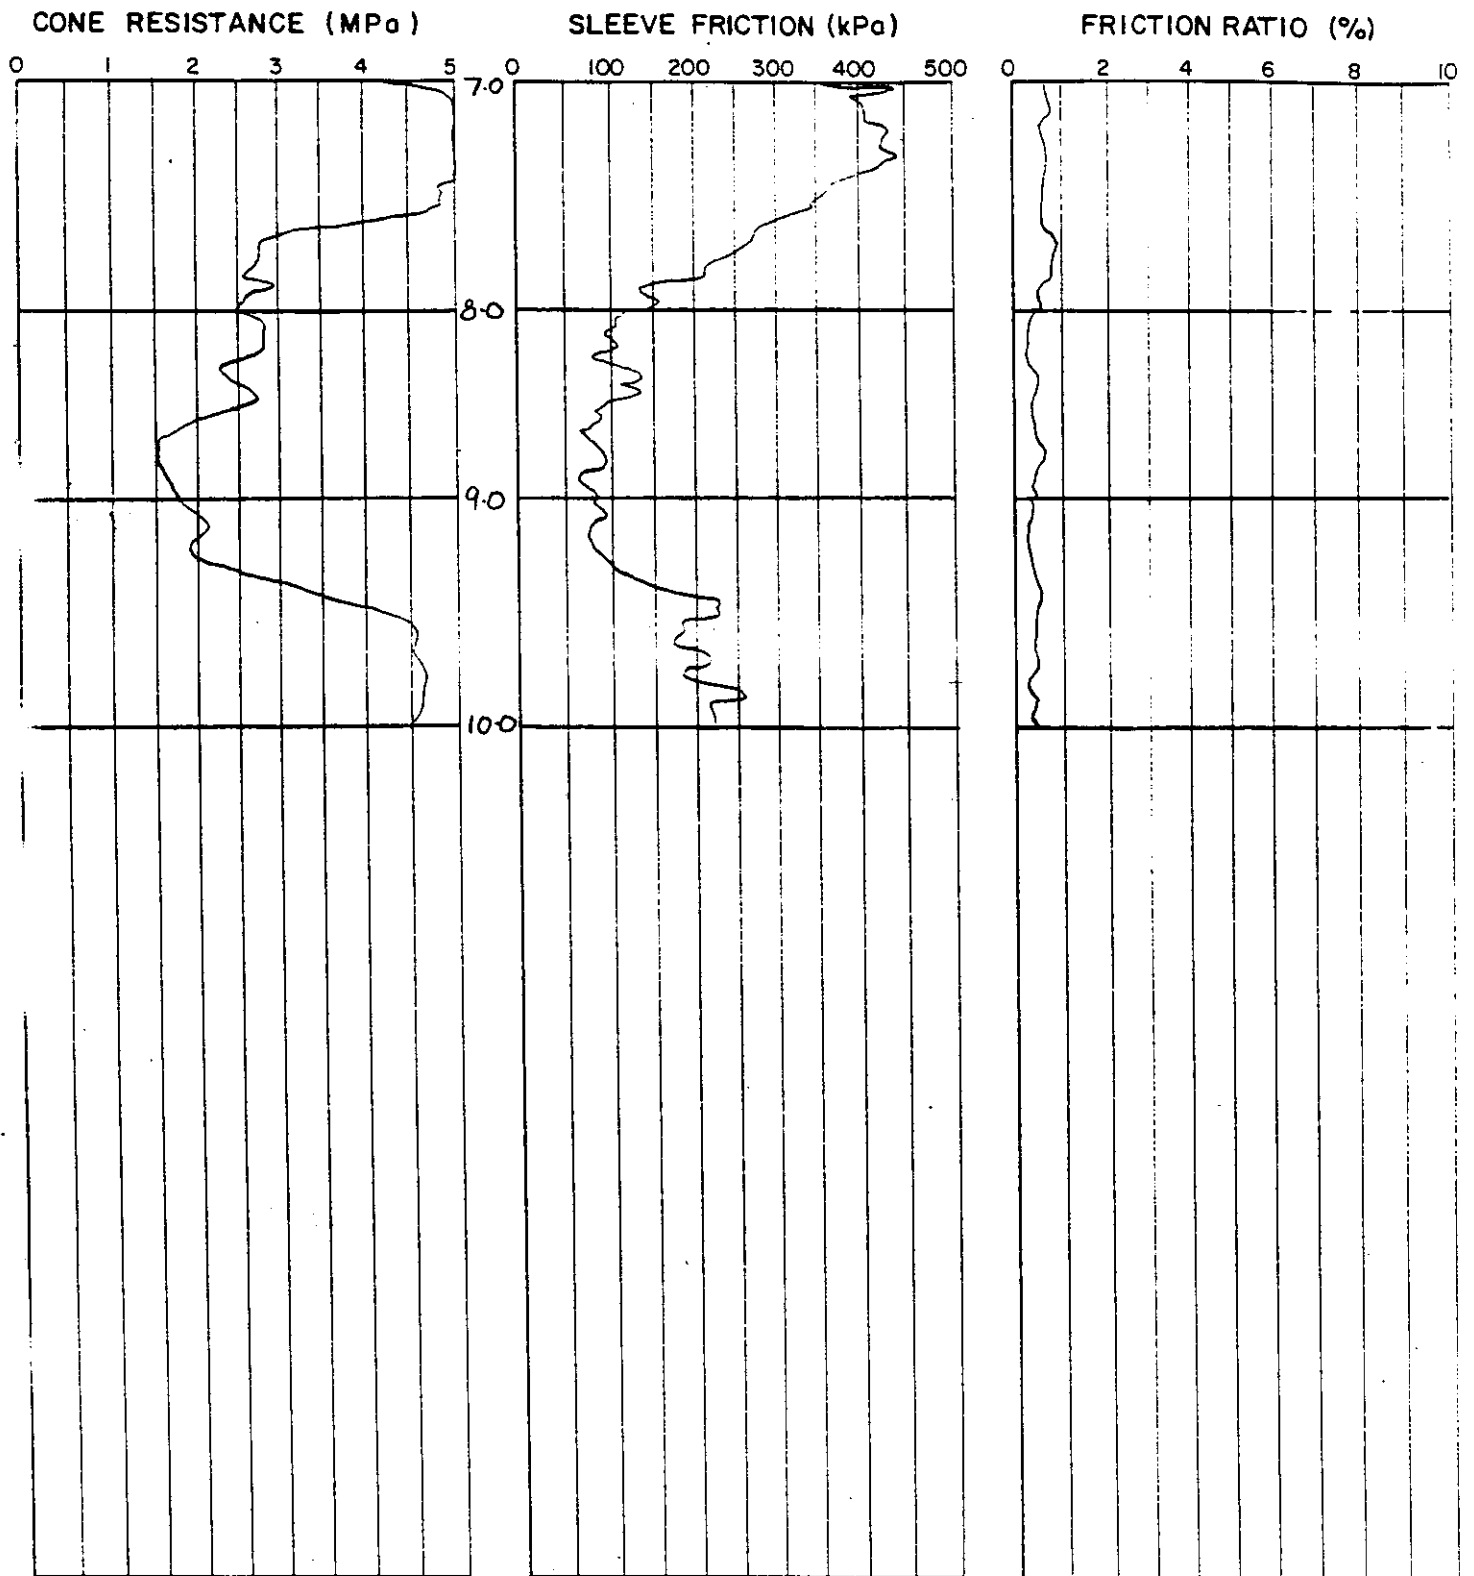 CONE RESISTANCE (MPa) SLEEVE FRICTION (kPa) FRICTION RATIO (%)
0 1 2 3 4 5 0 100 200 300 400 500 0 2 4 6 8 10
7.0
8.0
9.0
10.0